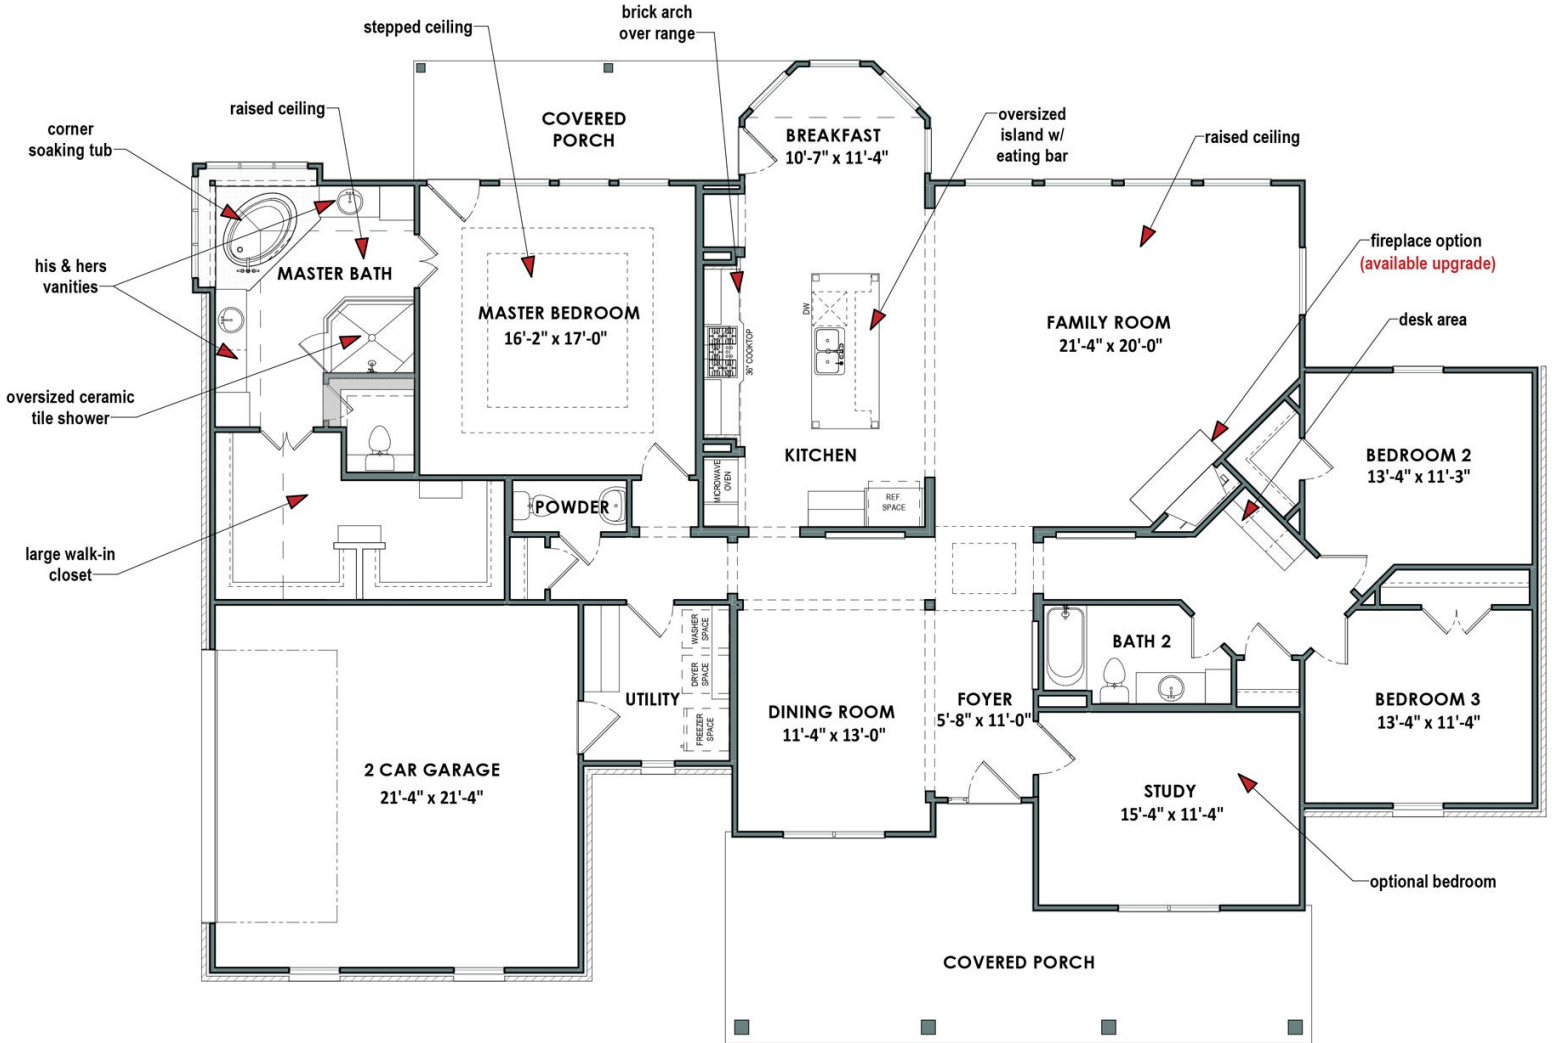 brick arch
over range
stepped ceiling
raised ceiling
corner
soaking tub
COVERED
PORCH
BREAKFAST
10'-7" x 11'-4"
oversized
island w/
eating bar
raised ceiling
fireplace option
(available upgrade)
his & hers
vanities
MASTER BATH
MASTER BEDROOM
16'-2" x 17'-0"
DW
36" COOKTOP
FAMILY ROOM
21'-4" x 20'-0"
desk area
oversized ceramic
tile shower
KITCHEN
MICROWAVE
OVEN
REF.
SPACE
BEDROOM 2
13'-4" x 11'-3"
POWDER
large walk-in
closet
WASHER
SPACE
DRYER
SPACE
FREEZER
SPACE
UTILITY
BATH 2
DINING ROOM
11'-4" x 13'-0"
FOYER
5'-8" x 11'-0"
BEDROOM 3
13'-4" x 11'-4"
2 CAR GARAGE
21'-4" x 21'-4"
STUDY
15'-4" x 11'-4"
optional bedroom
COVERED PORCH